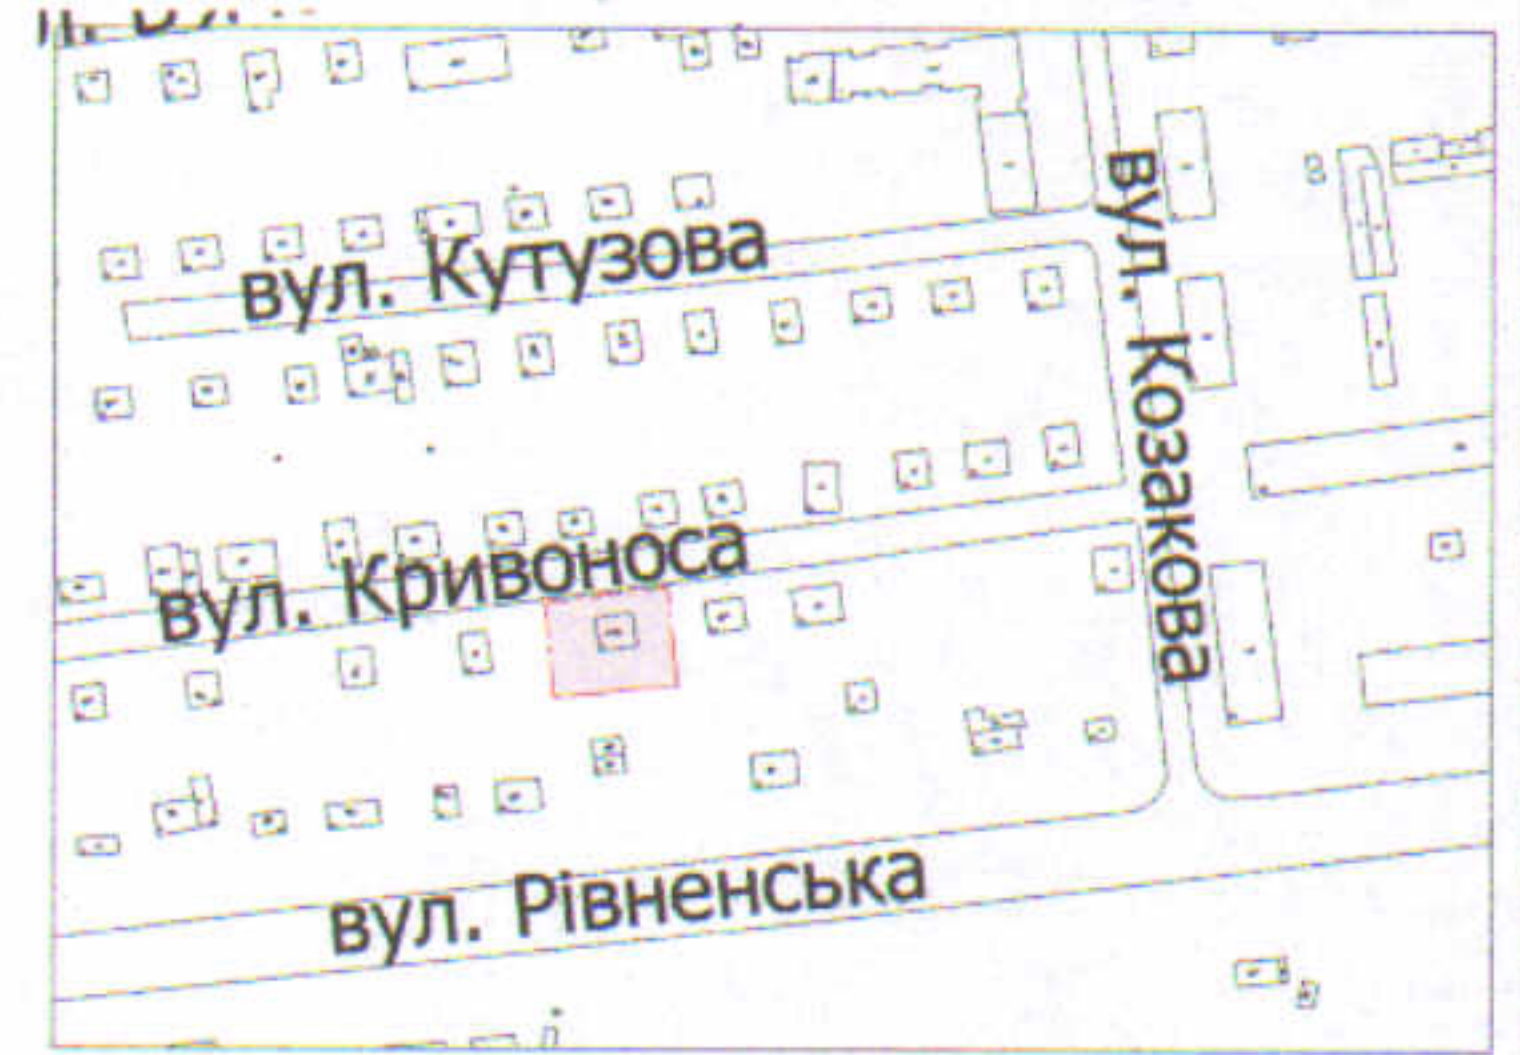 вул. Кутузова
вул. Козакова
вул. Кривоноса
вул. Рівненська